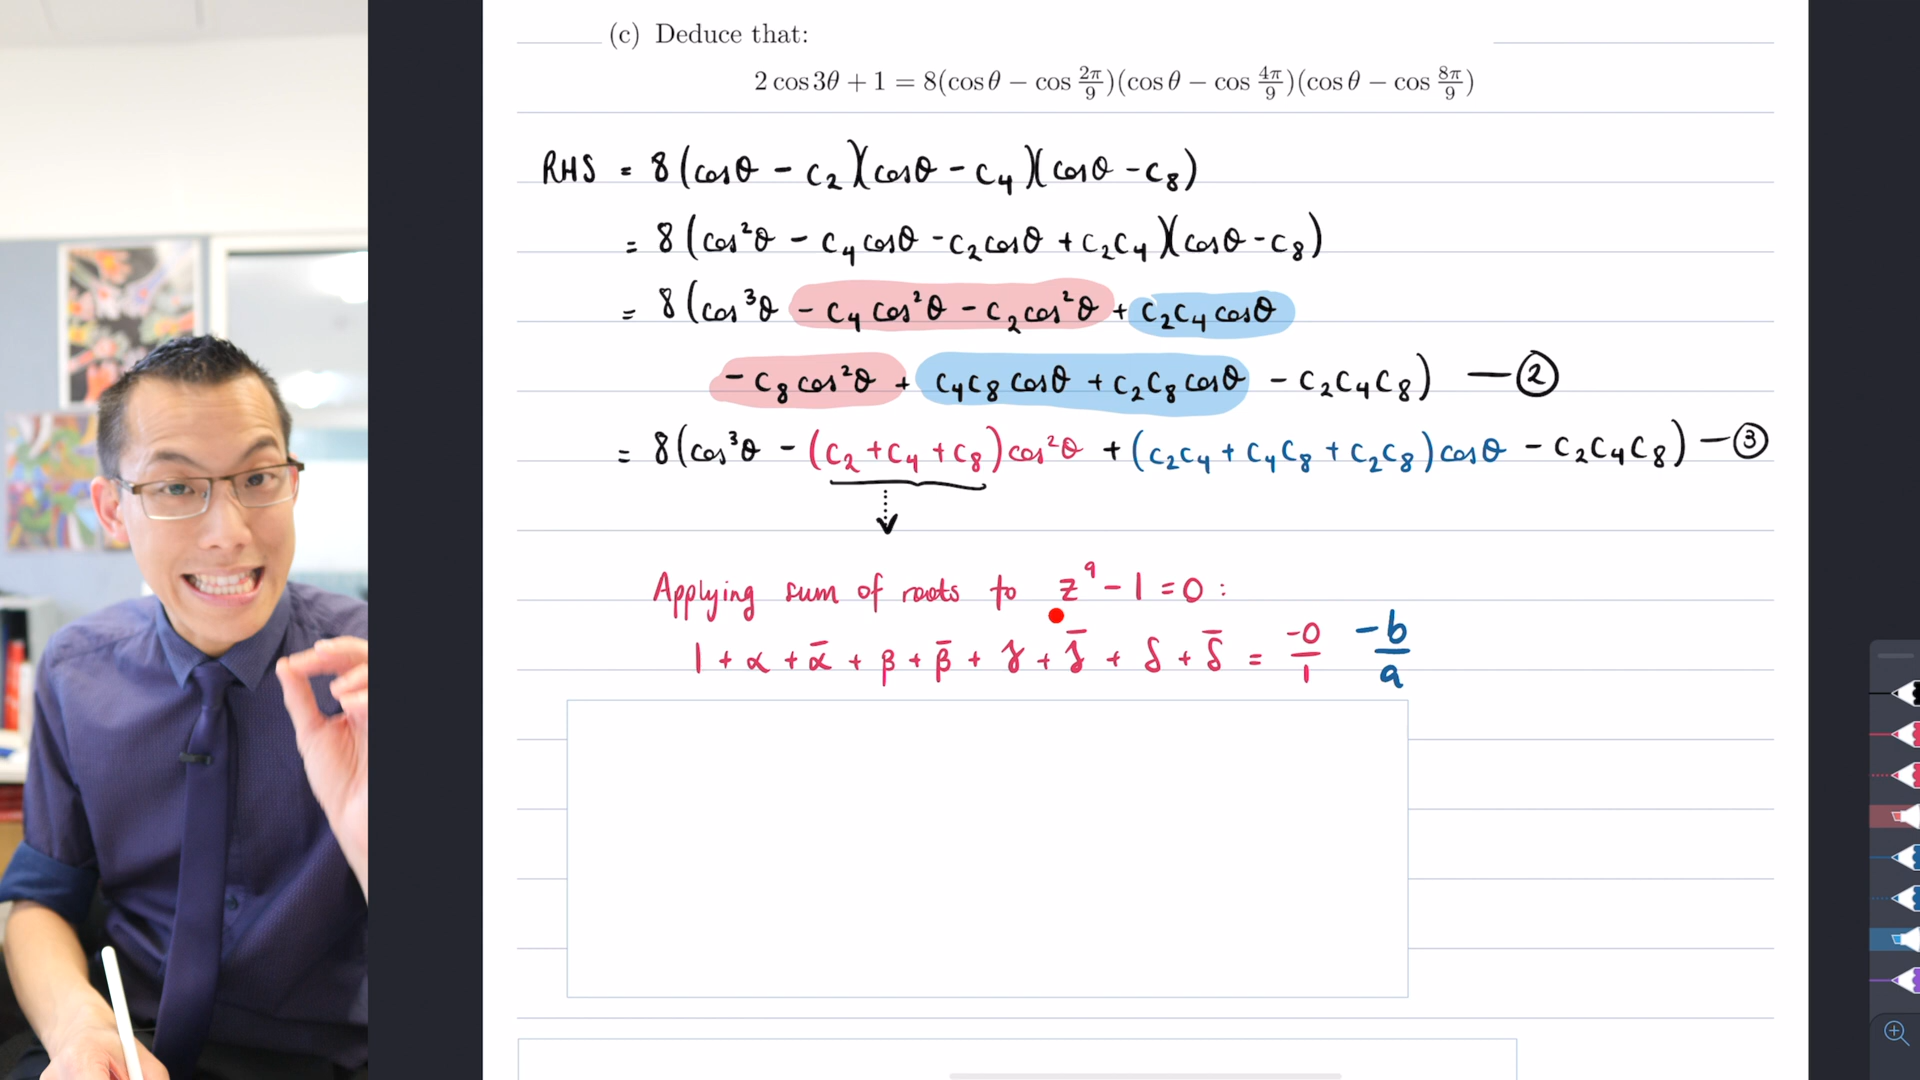 (c) Deduce that:
2 cos 3θ + 1 = 8(cos θ − cos 2π/9)(cos θ − cos 4π/9)(cos θ − cos 8π/9)
RHS = 8(cosθ − c₂)(cosθ − c₄)(cosθ − c₈)
= 8(cos²θ − c₄cosθ − c₂cosθ + c₂c₄)(cosθ − c₈)
= 8(cos³θ − c₄cos²θ − c₂cos²θ + c₂c₄cosθ
− c₈cos²θ + c₄c₈cosθ + c₂c₈cosθ − c₂c₄c₈) — ②
= 8(cos³θ − (c₂ + c₄ + c₈)cos²θ + (c₂c₄ + c₄c₈ + c₂c₈)cosθ − c₂c₄c₈) — ③
Applying sum of roots to z⁹ − 1 = 0 :
1 + α + ᾱ + β + β̄ + γ + γ̄ + δ + δ̄ = −0/1 −b/a